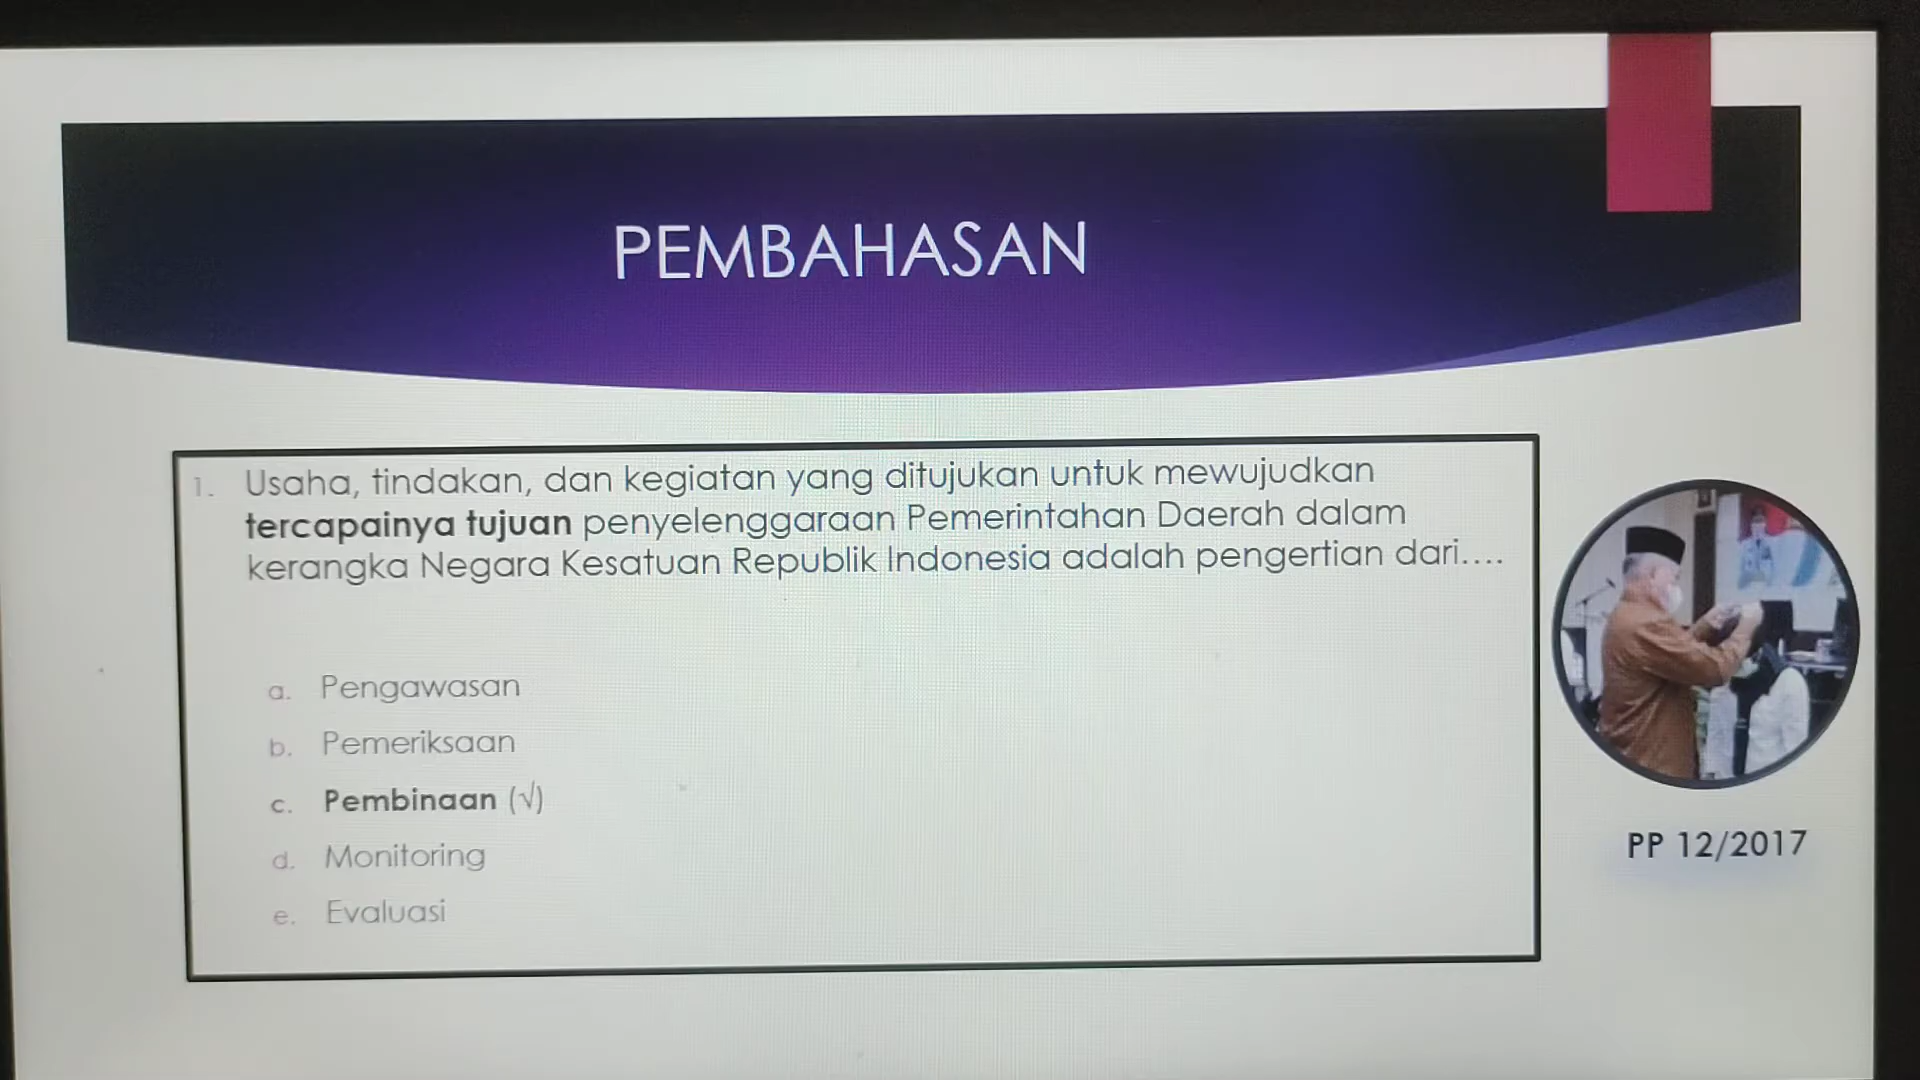 PEMBAHASAN
1. Usaha, tindakan, dan kegiatan yang ditujukan untuk mewujudkan
tercapainya tujuan penyelenggaraan Pemerintahan Daerah dalam
kerangka Negara Kesatuan Republik Indonesia adalah pengertian dari....
a. Pengawasan
b. Pemeriksaan
c. Pembinaan (√)
d. Monitoring
e. Evaluasi
PP 12/2017